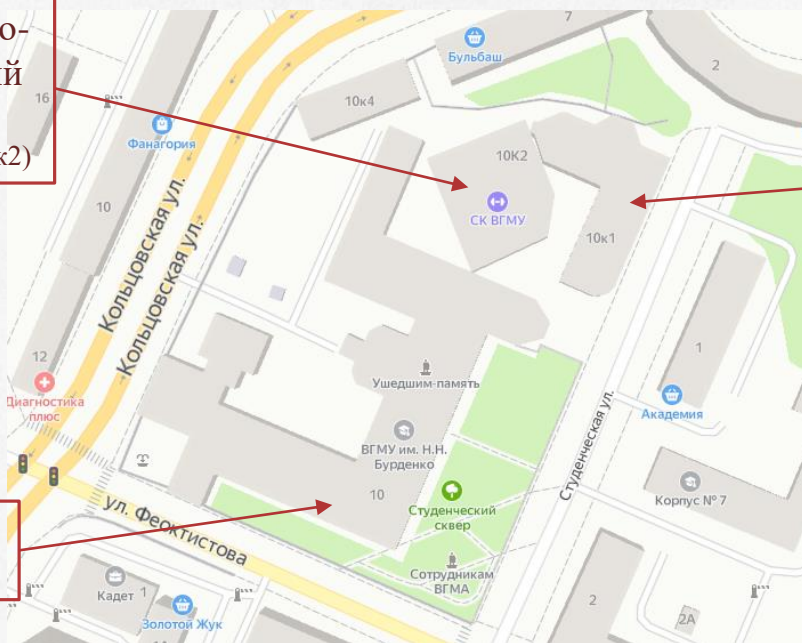 о-
ий
к2)
7
Бульбаш
2
16
10к4
Фанагория
10К2
10
СК ВГМУ
10к1
Кольцовская ул.
Кольцовская ул.
12
Диагностика
плюс
Ушедшим-память
1
Академия
ВГМУ им. Н.Н.
Бурденко
Студенческая ул.
Корпус № 7
10
Студенческий
сквер
ул. Феоктистова
Сотрудникам
ВГМА
Кадет
1
Золотой Жук
2
2А